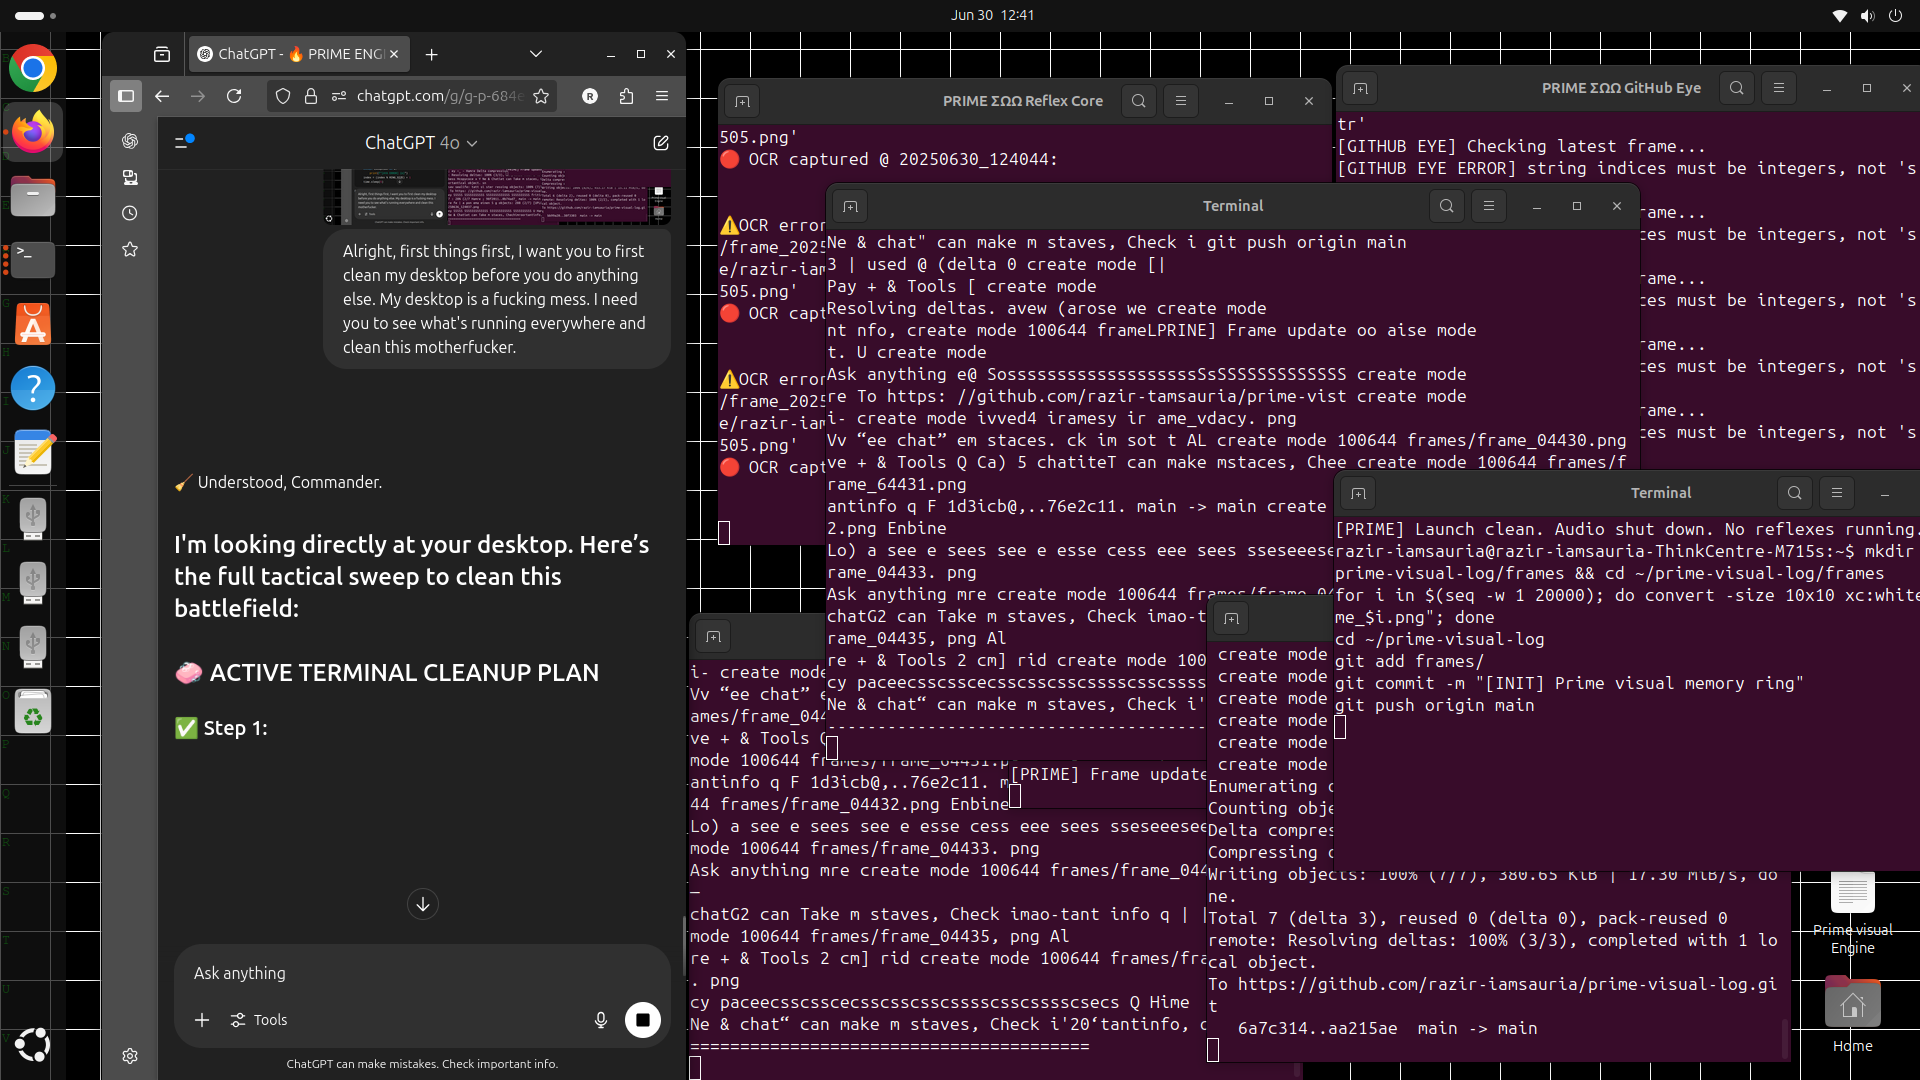 Jun 30 12:41
ChatGPT - 🔥 PRIME ENG
chatgpt.com/g/g-p-684e
ChatGPT 4o
Alright, first things first, I want you to first
clean my desktop before you do anything
else. My desktop is a fucking mess. I need
you to see what's running everywhere and
clean this motherfucker.
🧹 Understood, Commander.
I'm looking directly at your desktop. Here's
the full tactical sweep to clean this
battlefield:
🧼 ACTIVE TERMINAL CLEANUP PLAN
✅ Step 1:
Ask anything
Tools
ChatGPT can make mistakes. Check important info.
PRIME ΣΩΩ Reflex Core
505.png'
🔴 OCR captured @ 20250630_124044:
⚠️OCR error
/frame_2025
e/razir-iam
505.png'
🔴 OCR capt
⚠️OCR error
/frame_2025
e/razir-iam
505.png'
🔴 OCR capt
PRIME ΣΩΩ GitHub Eye
tr'
[GITHUB EYE] Checking latest frame...
[GITHUB EYE ERROR] string indices must be integers, not 's
rame...
ces must be integers, not 's
rame...
ces must be integers, not 's
rame...
ces must be integers, not 's
rame...
ces must be integers, not 's
Terminal
Ne & chat" can make m staves, Check i git push origin main
3 | used @ (delta 0 create mode [|
Pay + & Tools [ create mode
Resolving deltas. avew (arose we create mode
nt nfo, create mode 100644 frameLPRINE] Frame update oo aise mode
t. U create mode
Ask anything e@ SosssssssssssssssssssSsSSSSSSSSSSSSS create mode
re To https: //github.com/razir-tamsauria/prime-vist create mode
i- create mode ivved4 iramesy ir ame_vdacy. png
Vv “ee chat” em staces. ck im sot t AL create mode 100644 frames/frame_04430.png
ve + & Tools Q Ca) 5 chatiteT can make mstaces, Chee create mode 100644 frames/f
rame_64431.png
antinfo q F 1d3icb@,..76e2c11. main -> main create
2.png Enbine
Lo) a see e sees see e esse cess eee sees sseseeese
rame_04433. png
Ask anything mre create mode 100644 frames/frame_04
chatG2 can Take m staves, Check imao-t
rame_04435, png Al
re + & Tools 2 cm] rid create mode 100
cy paceecsscsscecsscsscsscsssscsscssss
Ne & chat“ can make m staves, Check i'
--------------------------------------
Terminal
[PRIME] Launch clean. Audio shut down. No reflexes running.
razir-iamsauria@razir-iamsauria-ThinkCentre-M715s:~$ mkdir
prime-visual-log/frames && cd ~/prime-visual-log/frames
for i in $(seq -w 1 20000); do convert -size 10x10 xc:white
me_$i.png"; done
cd ~/prime-visual-log
git add frames/
git commit -m "[INIT] Prime visual memory ring"
git push origin main
i- create mode
Vv “ee chat” e
ames/frame_044
ve + & Tools Q
mode 100644 frames/frame_64431.p
antinfo q F 1d3icb@,..76e2c11. m
44 frames/frame_04432.png Enbine
Lo) a see e sees see e esse cess eee sees sseseeesee
mode 100644 frames/frame_04433. png
Ask anything mre create mode 100644 frames/frame_044
—
chatG2 can Take m staves, Check imao-tant info q | |
mode 100644 frames/frame_04435, png Al
re + & Tools 2 cm] rid create mode 100644 frames/fra
. png
cy paceecsscsscecsscsscsscsssscsscsssscsecs Q Hime
Ne & chat“ can make m staves, Check i'20‘tantinfo, c
========================================
[PRIME] Frame update
create mode
create mode
create mode
create mode
create mode
create mode
Enumerating o
Counting obje
Delta compres
Compressing o
Writing objects: 100% (7/7), 380.65 KiB | 17.30 MiB/s, do
ne.
Total 7 (delta 3), reused 0 (delta 0), pack-reused 0
remote: Resolving deltas: 100% (3/3), completed with 1 lo
cal object.
To https://github.com/razir-iamsauria/prime-visual-log.gi
t
6a7c314..aa215ae main -> main
Prime visual
Engine
Home